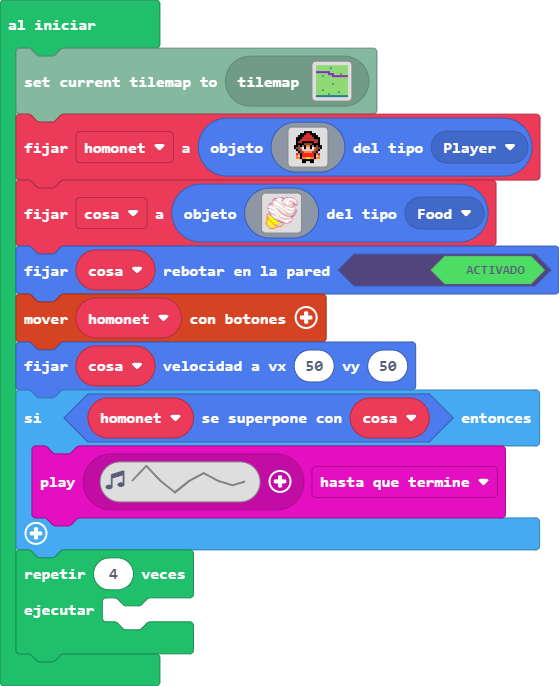 al iniciar
set current tilemap to tilemap
fijar homonet a objeto del tipo Player
fijar cosa a objeto del tipo Food
fijar cosa rebotar en la pared ACTIVADO
mover homonet con botones
fijar cosa velocidad a vx 50 vy 50
si homonet se superpone con cosa entonces
play hasta que termine
repetir 4 veces
ejecutar